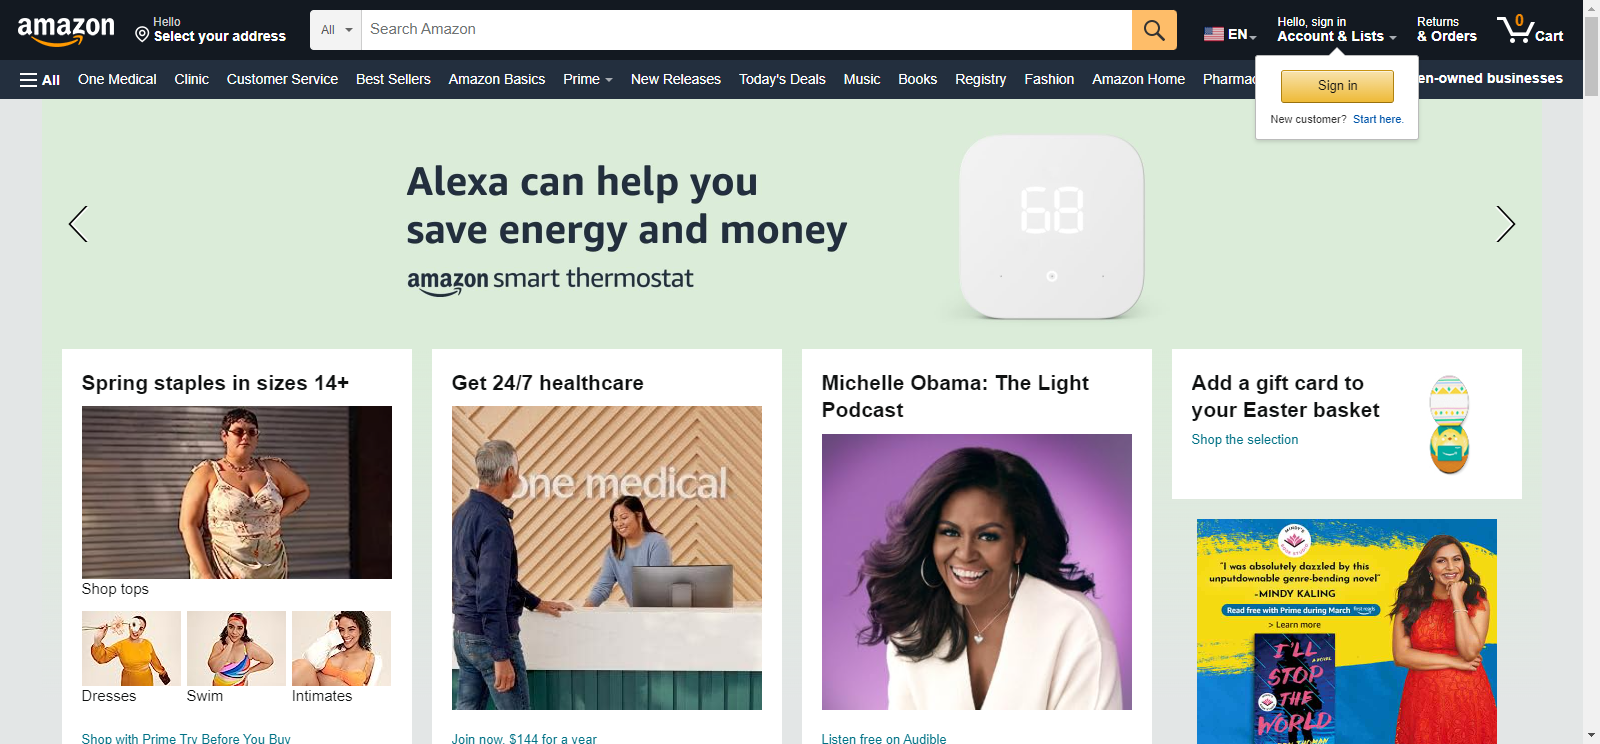 amazon
Hello
Select your address
All
Search Amazon
EN
Hello, sign in
Account & Lists
Returns
& Orders
0
Cart
All
One Medical
Clinic
Customer Service
Best Sellers
Amazon Basics
Prime
New Releases
Today's Deals
Music
Books
Registry
Fashion
Amazon Home
Pharmac
en-owned businesses
Sign in
New customer? Start here.
Alexa can help you
save energy and money
amazon smart thermostat
68
Spring staples in sizes 14+
Shop tops
Dresses
Swim
Intimates
Shop with Prime Try Before You Buy
Get 24/7 healthcare
one medical
Join now, $144 for a year
Michelle Obama: The Light
Podcast
Listen free on Audible
Add a gift card to
your Easter basket
Shop the selection
MINDY'S
BOOK STUDIO
"I was absolutely dazzled by this
unputdownable genre-bending novel"
-MINDY KALING
Read free with Prime during March first reads
> Learn more
I'LL
A NOVEL
STOP
THE
WORLD
THOMAN